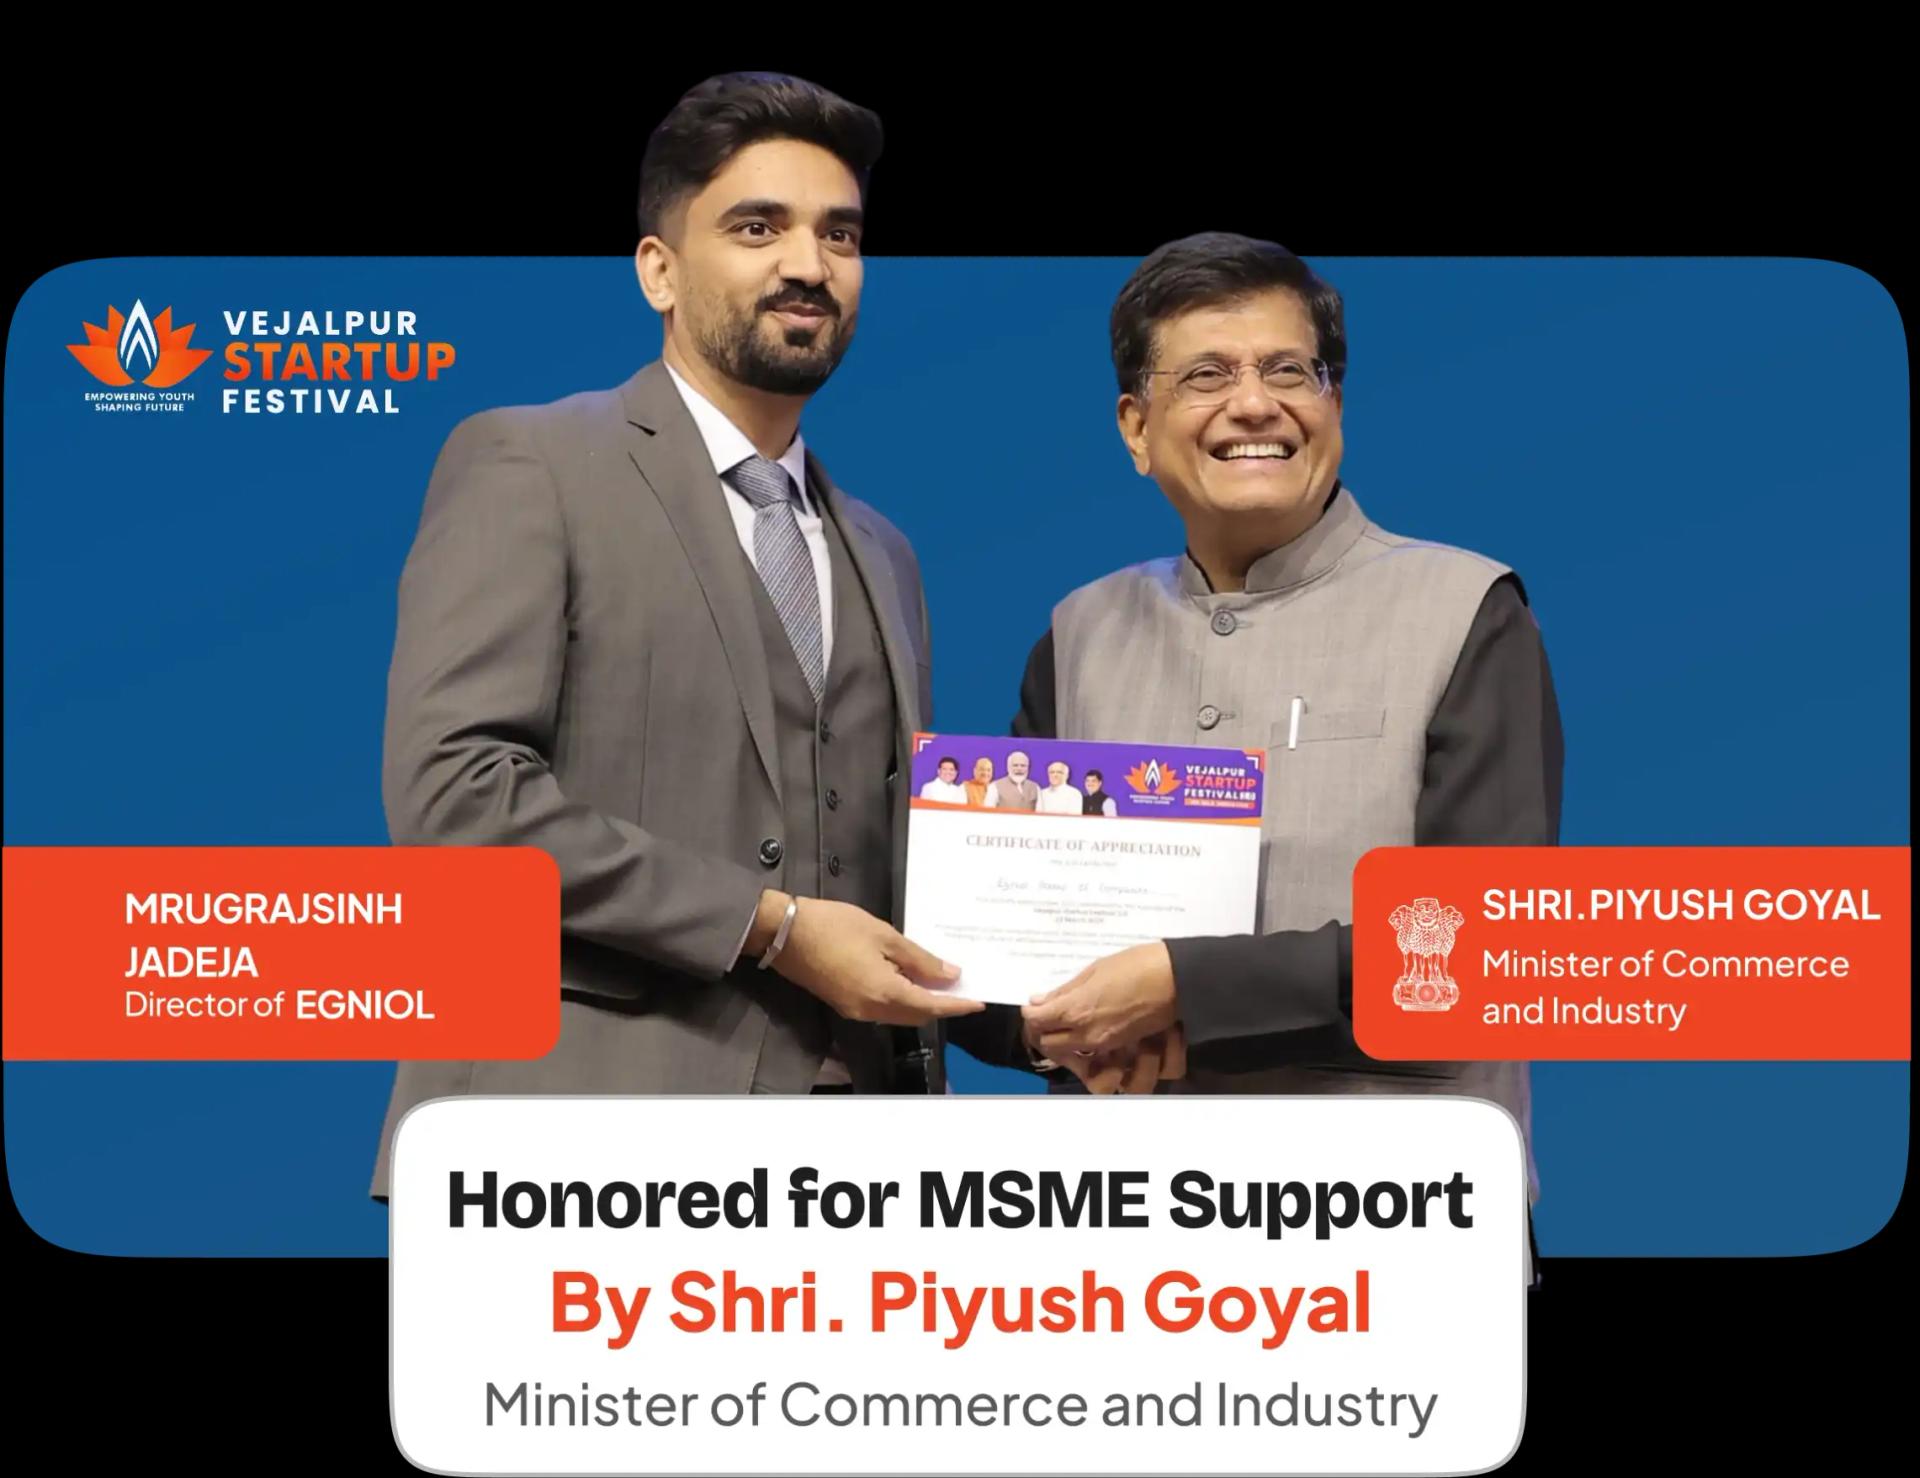 VEJALPUR
STARTUP
FESTIVAL
EMPOWERING YOUTH
SHAPING FUTURE
VEJALPUR
STARTUP
FESTIVAL
CERTIFICATE OF APPRECIATION
MRUGRAJSINH
JADEJA
Director of EGNIOL
SHRI.PIYUSH GOYAL
Minister of Commerce
and Industry
Honored for MSME Support
By Shri. Piyush Goyal
Minister of Commerce and Industry